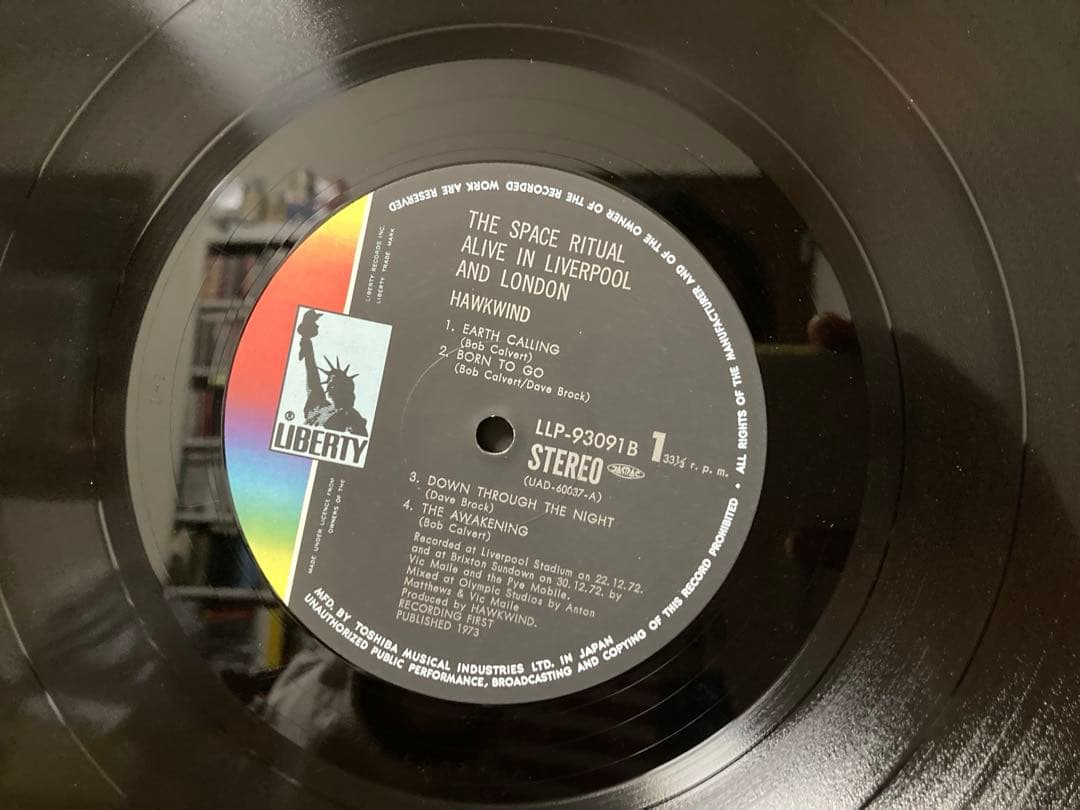 THE SPACE RITUAL
ALIVE IN LIVERPOOL
AND LONDON
HAWKWIND
1. EARTH CALLING
(Bob Calvert)
2. BORN TO GO
(Bob Calvert/Dave Brock)
LLP-93091B 1
STEREO 33⅓ r. p. m.
(UAD-60037-A)
3. DOWN THROUGH THE NIGHT
(Dave Brock)
4. THE AWAKENING
(Bob Calvert)
Recorded at Liverpool Stadium on 22.12.72.
and at Brixton Sundown on 30.12.72. by
Vic Maile and the Pye Mobile.
Mixed at Olympic Studios by Anton
Matthews & Vic Maile
Produced by HAWKWIND.
RECORDING FIRST
PUBLISHED 1973
® LIBERTY
LIBERTY RECORDS INC.
LIBERTY TRADE MARK
MADE UNDER LICENCE FROM
OWNERS OF THE
MFD. BY TOSHIBA MUSICAL INDUSTRIES LTD. IN JAPAN
UNAUTHORIZED PUBLIC PERFORMANCE, BROADCASTING AND COPYING OF THIS RECORD PROHIBITED • ALL RIGHTS OF THE MANUFACTURER AND OF THE OWNER OF THE RECORDED WORK ARE RESERVED